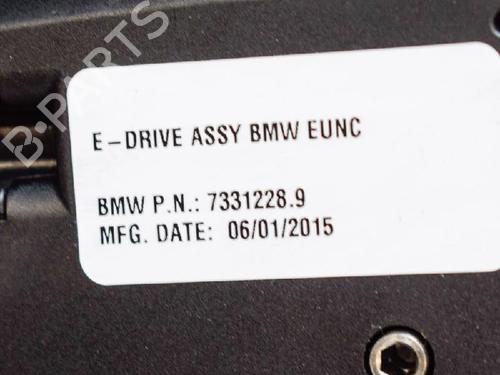 B-PARTS
E-DRIVE ASSY BMW EUNC
BMW P.N.: 7331228.9
MFG. DATE: 06/01/2015